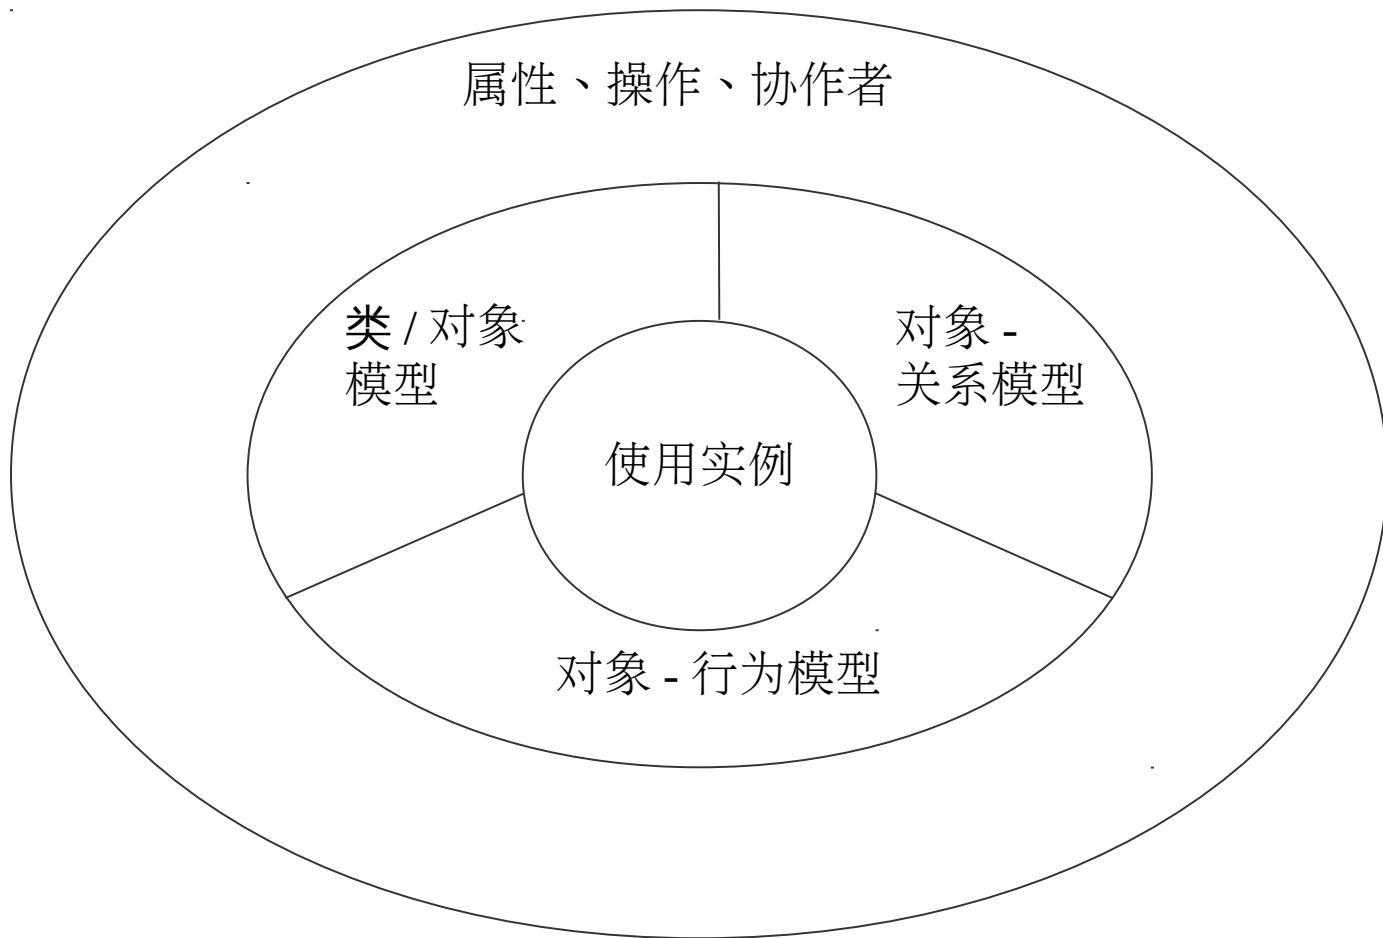 属性、操作、协作者
类 / 对象
模型
对象 -
关系模型
使用实例
对象 - 行为模型